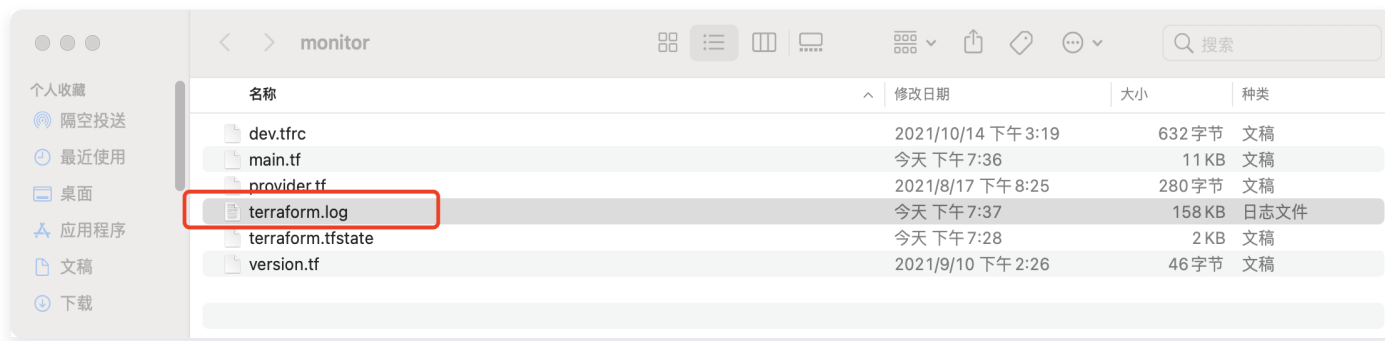 monitor
搜索
个人收藏
隔空投送
最近使用
桌面
应用程序
文稿
下载
名称 修改日期 大小 种类
dev.tfrc 2021/10/14 下午3:19 632字节 文稿
main.tf 今天 下午7:36 11 KB 文稿
provider.tf 2021/8/17 下午8:25 280字节 文稿
terraform.log 今天 下午7:37 158 KB 日志文件
terraform.tfstate 今天 下午7:28 2 KB 文稿
version.tf 2021/9/10 下午2:26 46字节 文稿